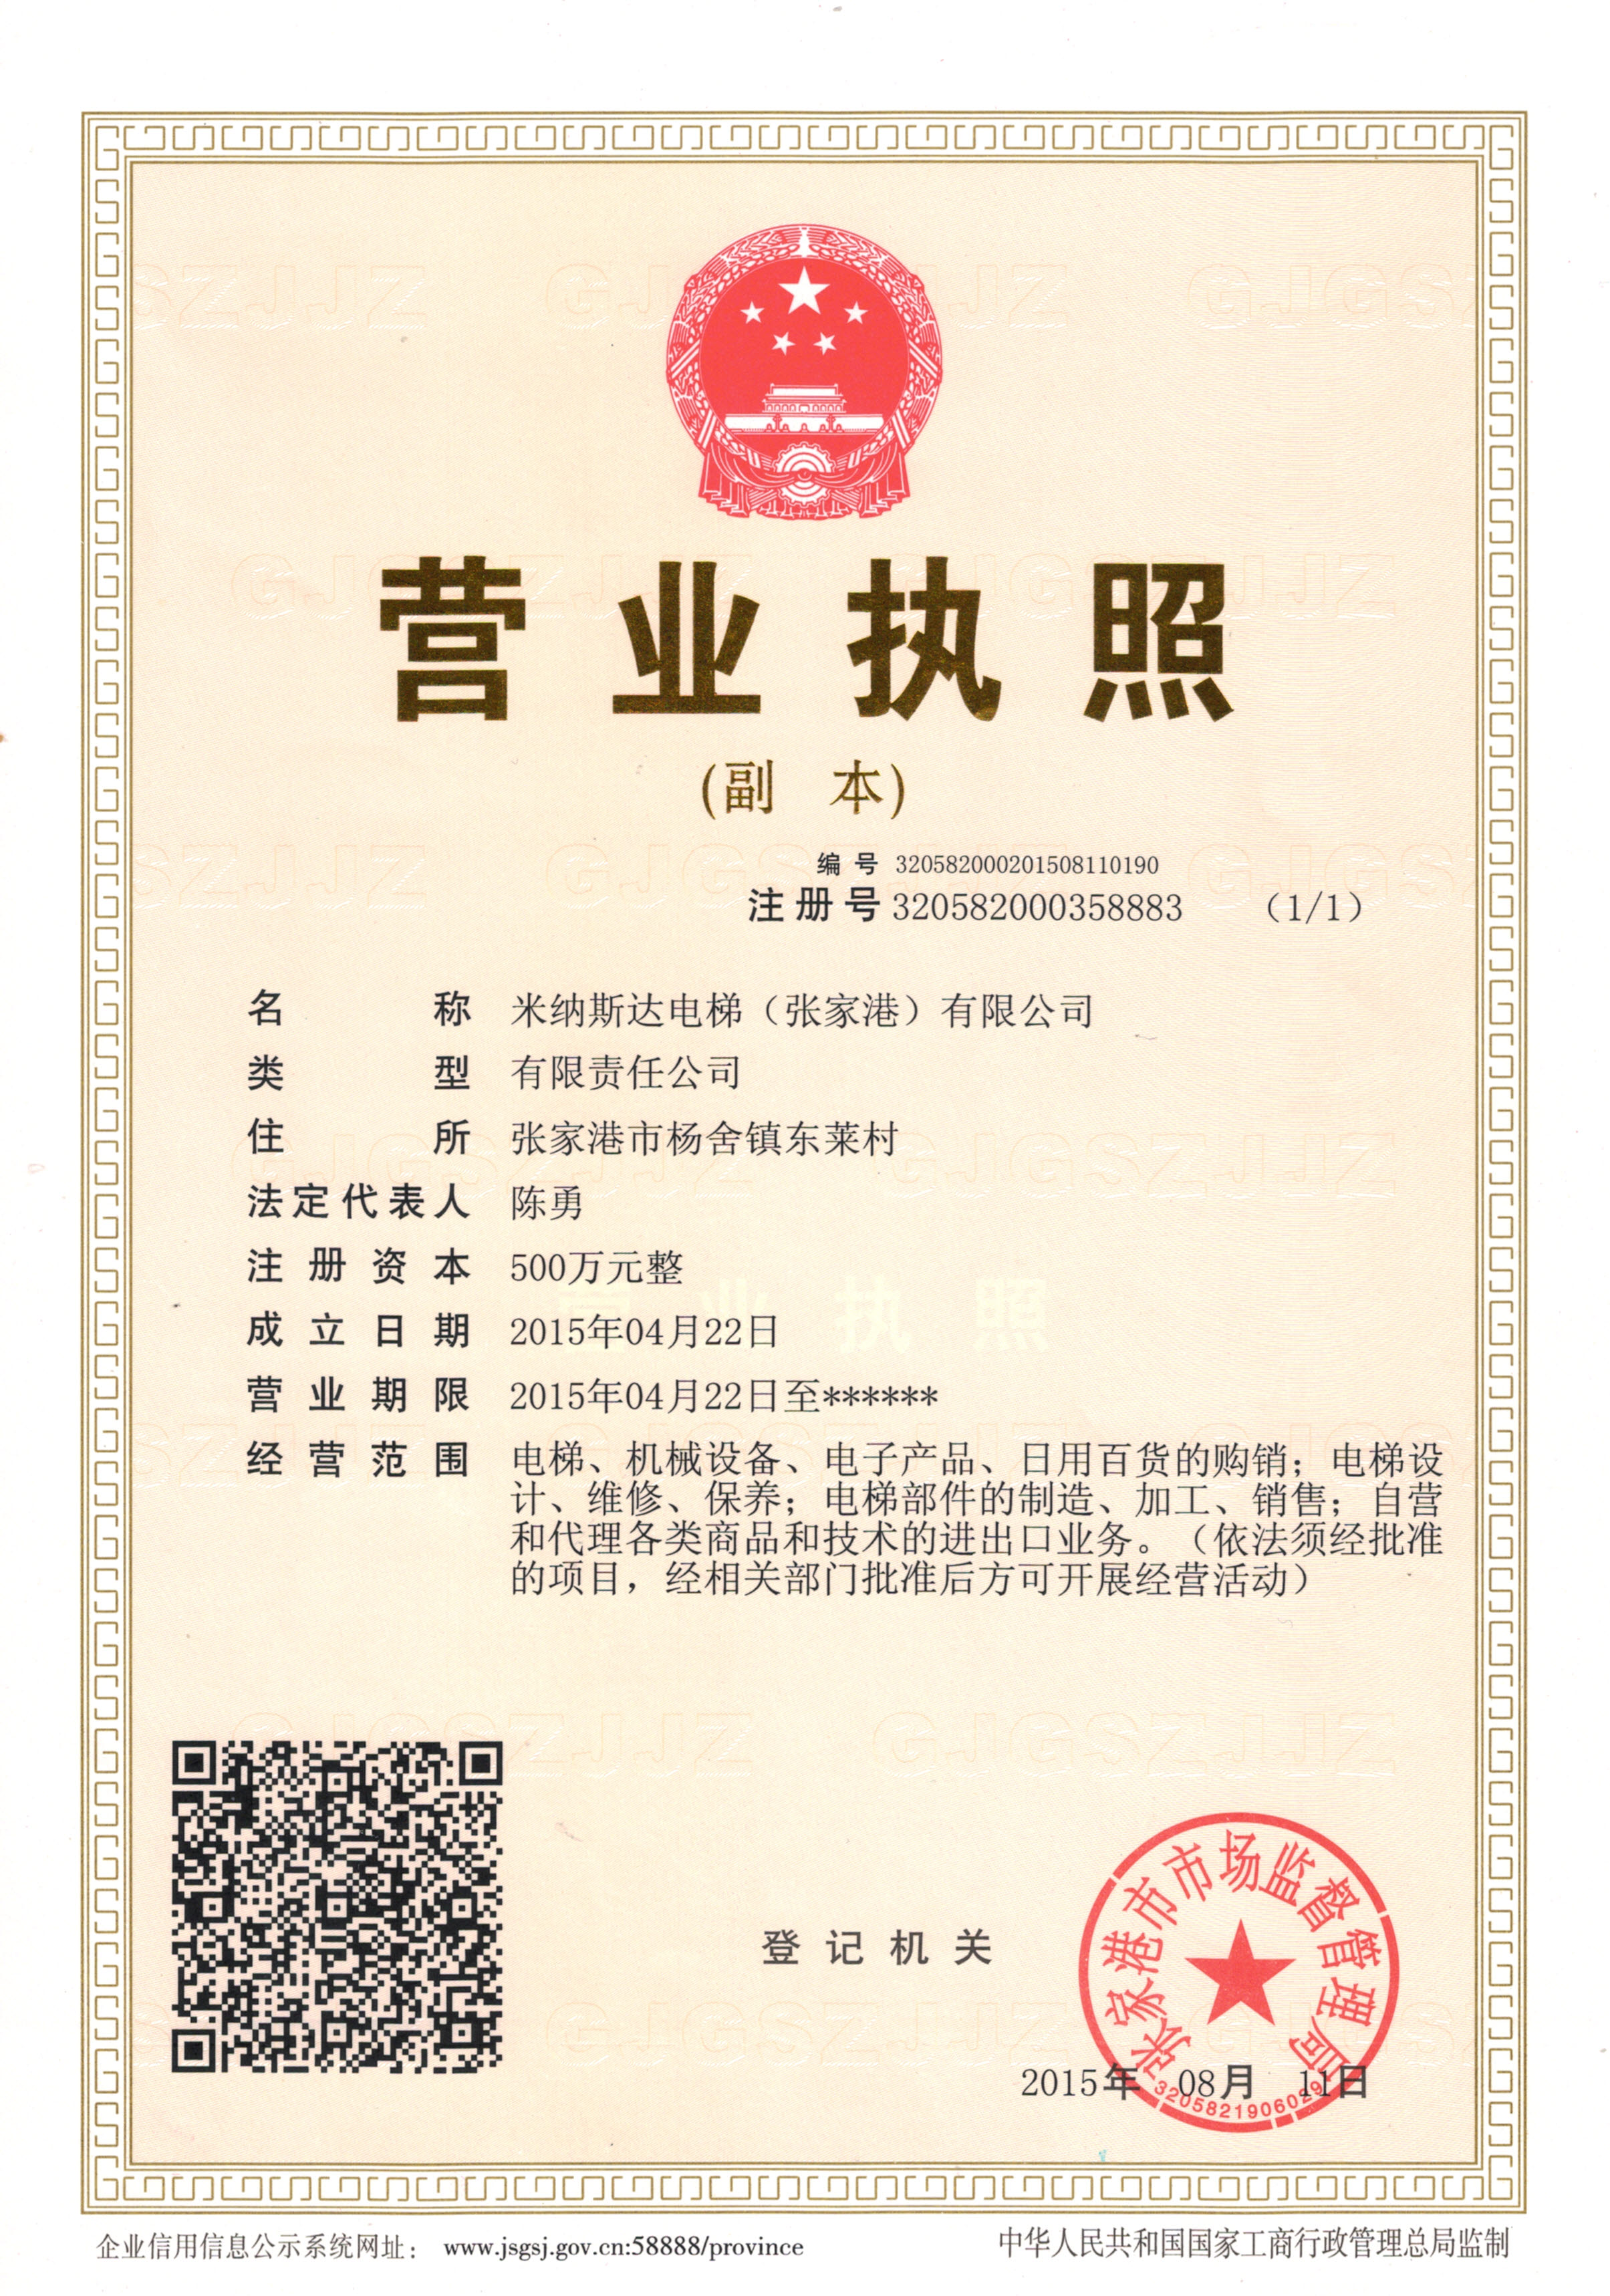 营业执照
(副 本)
编号 320582000201508110190
注册号 320582000358883 （1/1）
名称 米纳斯达电梯（张家港）有限公司
类型 有限责任公司
住所 张家港市杨舍镇东莱村
法定代表人 陈勇
注册资本 500万元整
成立日期 2015年04月22日
营业期限 2015年04月22日至******
经营范围 电梯、机械设备、电子产品、日用百货的购销；电梯设
计、维修、保养；电梯部件的制造、加工、销售；自营
和代理各类商品和技术的进出口业务。（依法须经批准
的项目，经相关部门批准后方可开展经营活动）
登记机关
张家港市市场监督管理局
2015年 08月 11日
企业信用信息公示系统网址： www.jsgsj.gov.cn:58888/province
中华人民共和国国家工商行政管理总局监制